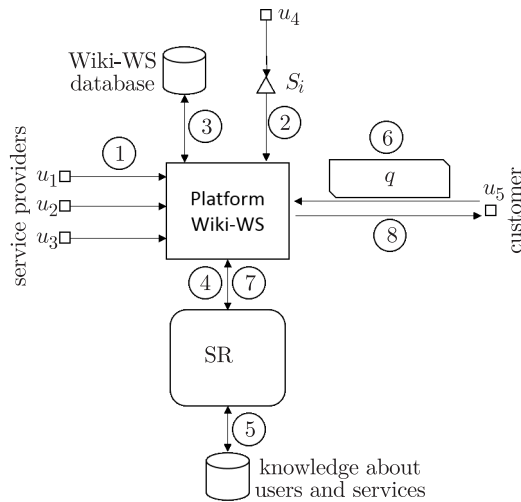 u4
Wiki-WS
database
Si
3
2
6
service providers
1
q
u1
u2
u3
Platform
Wiki-WS
u5
customer
8
4
7
SR
5
knowledge about
users and services